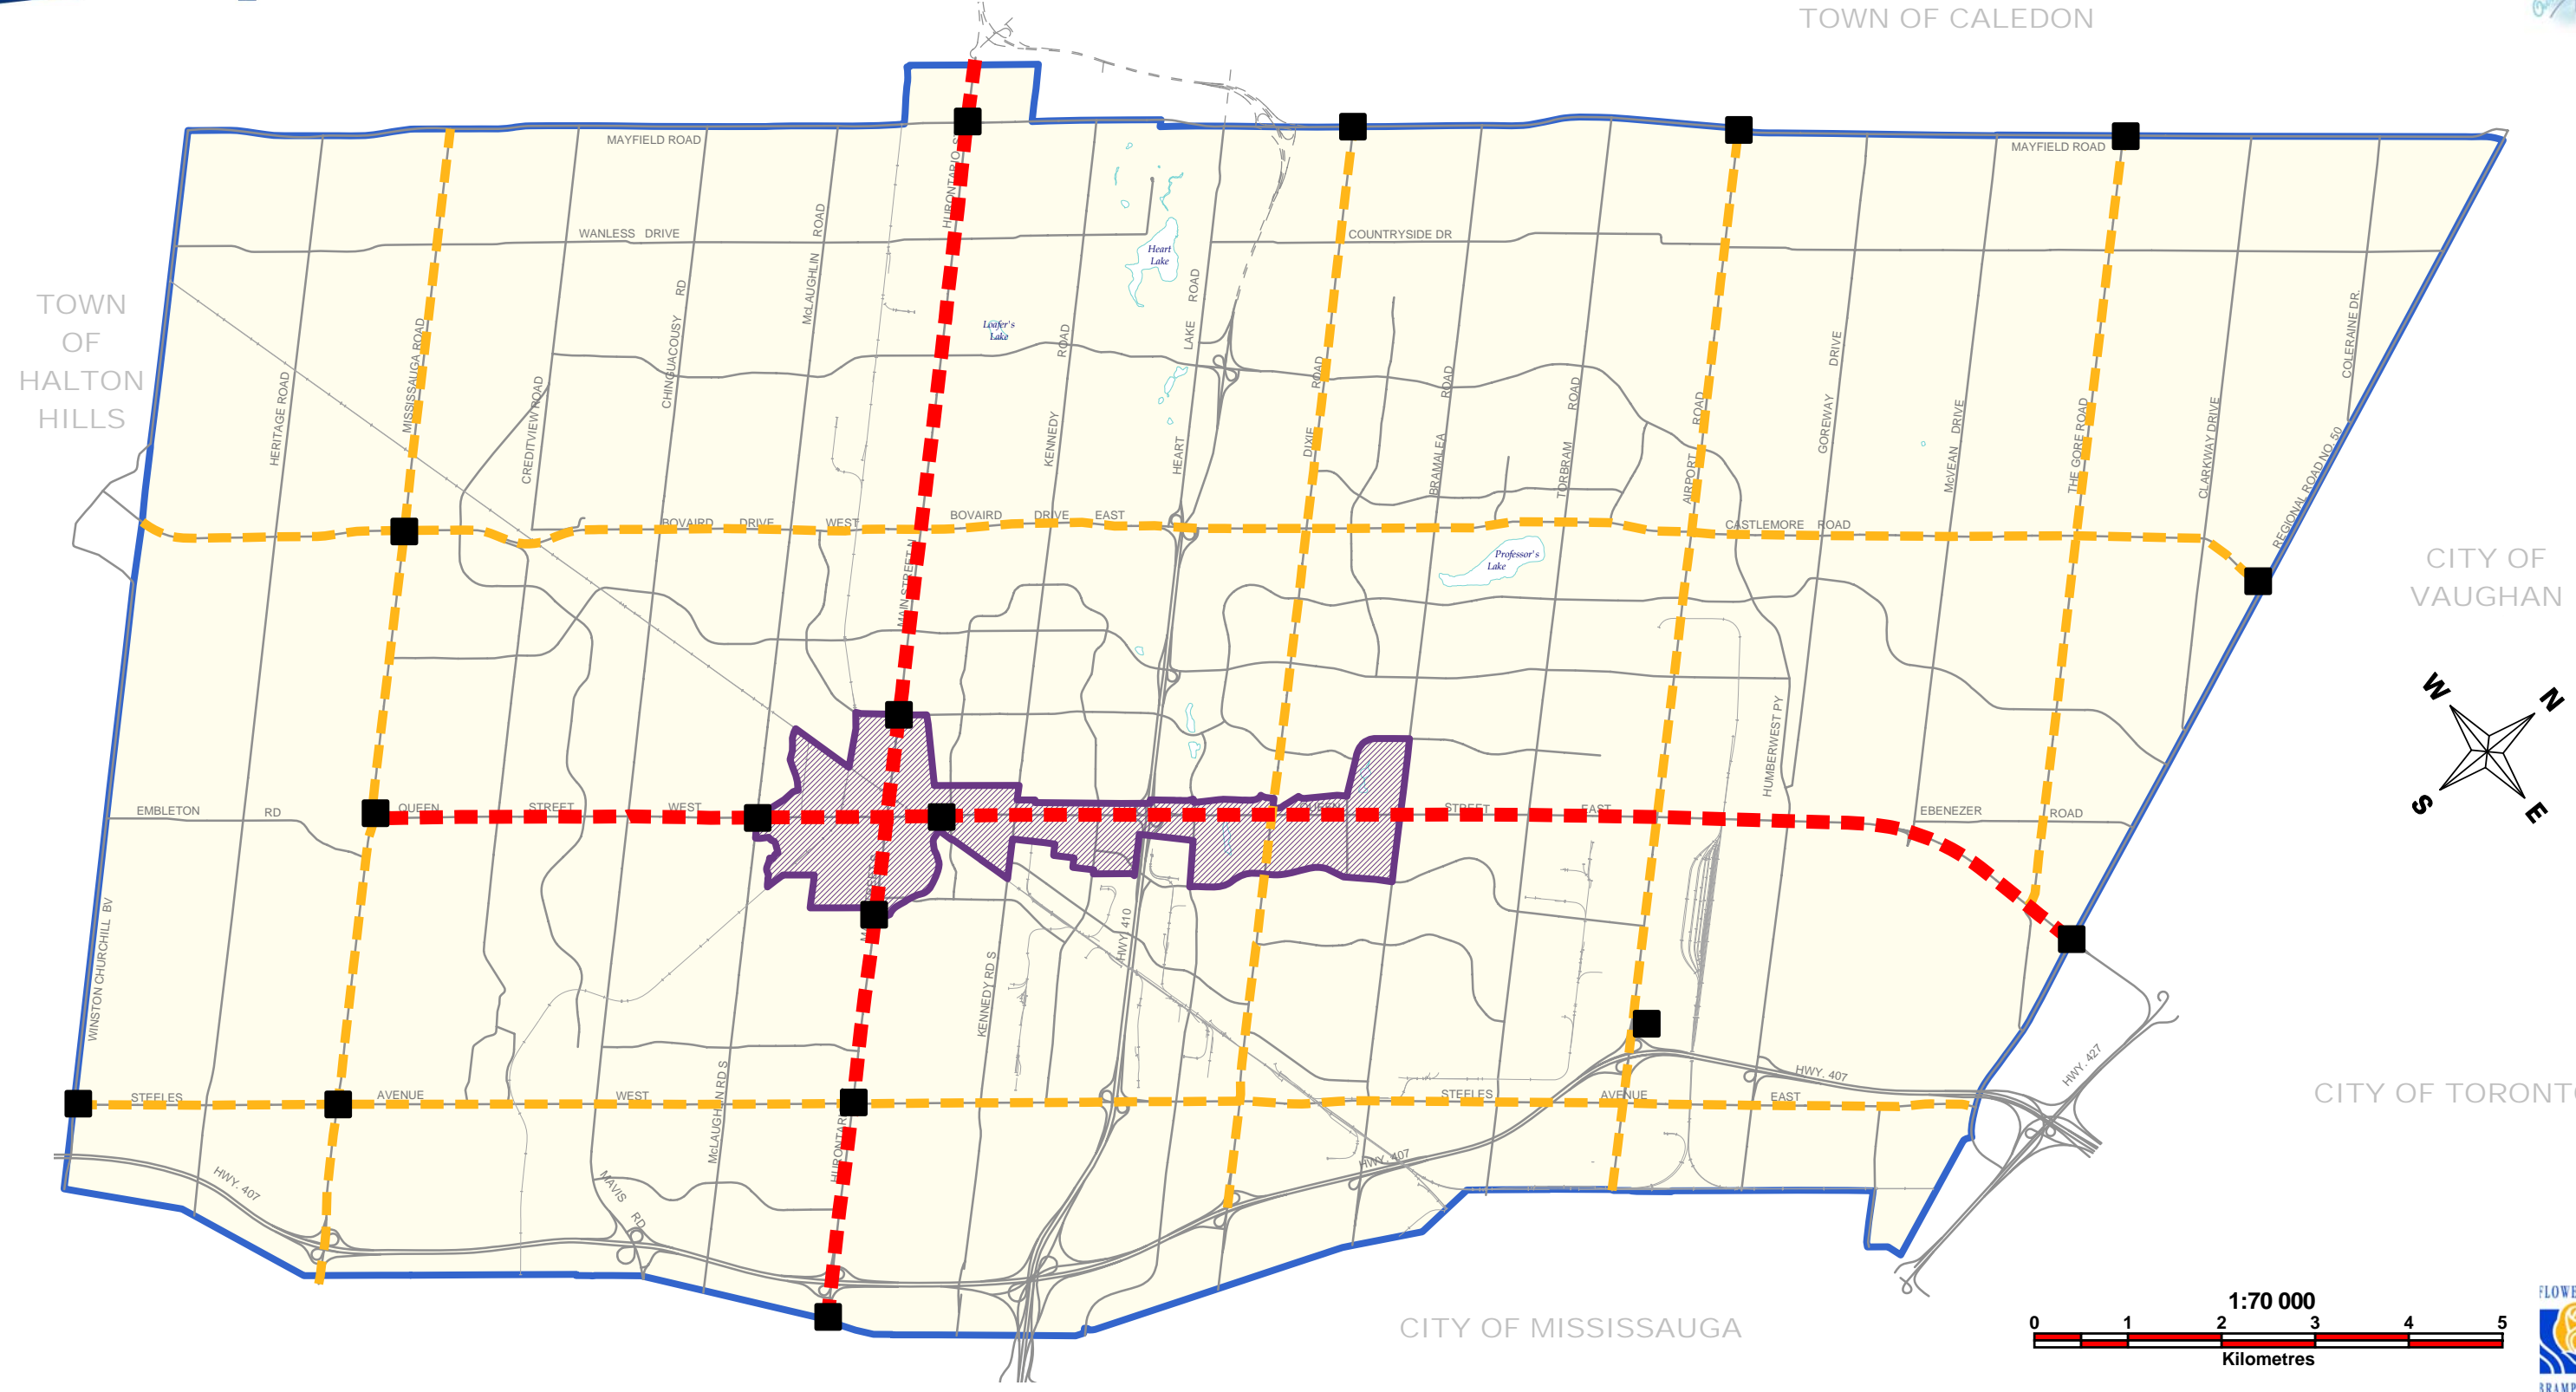 TOWN OF CALEDON
MAYFIELD ROAD
MAYFIELD ROAD
HURONTARIO S
WANLESS DRIVE
COUNTRYSIDE DR
McLAUGHLIN ROAD
Heart
Lake
Loafer's
Lake
TOWN
OF
HALTON
HILLS
HERITAGE ROAD
MISSISSAUGA ROAD
CREDITVIEW ROAD
CHINGUACOUSY RD
KENNEDY ROAD
HEART LAKE ROAD
DIXIE ROAD
BRAMALEA ROAD
TORBRAM ROAD
AIRPORT ROAD
GOREWAY DRIVE
McVEAN DRIVE
THE GORE ROAD
CLARKWAY DRIVE
COLERAINE DR.
REGIONAL ROAD NO. 50
BOVAIRD DRIVE WEST
BOVAIRD DRIVE EAST
CASTLEMORE ROAD
MAIN STREET N
Professor's
Lake
CITY OF
VAUGHAN
W
N
S
E
HUMBERWEST PY
EMBLETON RD
QUEEN STREET WEST
QUEEN STREET EAST
EBENEZER ROAD
WINSTON CHURCHILL BV
KENNEDY RD S
HWY. 410
HWY. 407
HWY. 427
CITY OF TORONT
STEELES AVENUE WEST
STEELES AVENUE EAST
McLAUGHLIN RD S
HURONTAR
HWY. 407
MAVIS RD
HWY. 407
CITY OF MISSISSAUGA
1:70 000
0 1 2 3 4 5
Kilometres
FLOWE
BRAMP